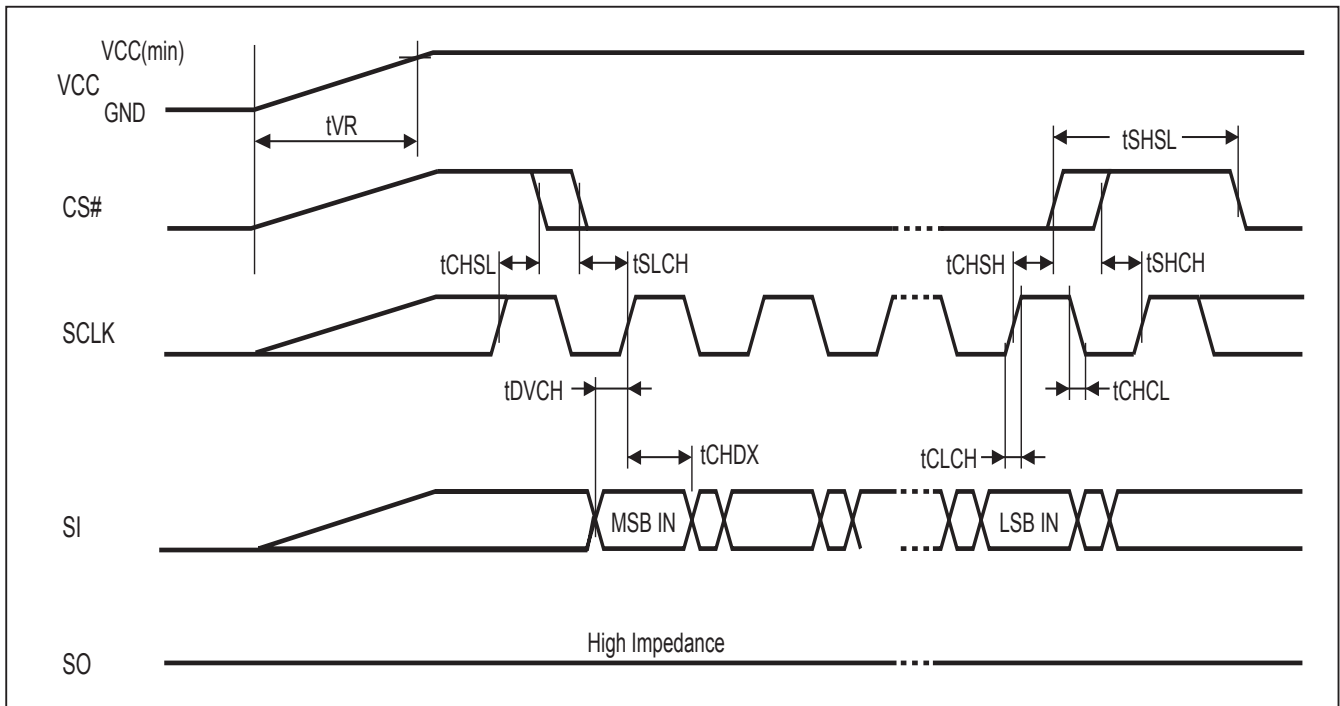 VCC(min)
VCC
GND
tVR
tSHSL
CS#
tCHSL
tSLCH
tCHSH
tSHCH
SCLK
tDVCH
tCHCL
tCHDX
tCLCH
SI
MSB IN
LSB IN
High Impedance
SO